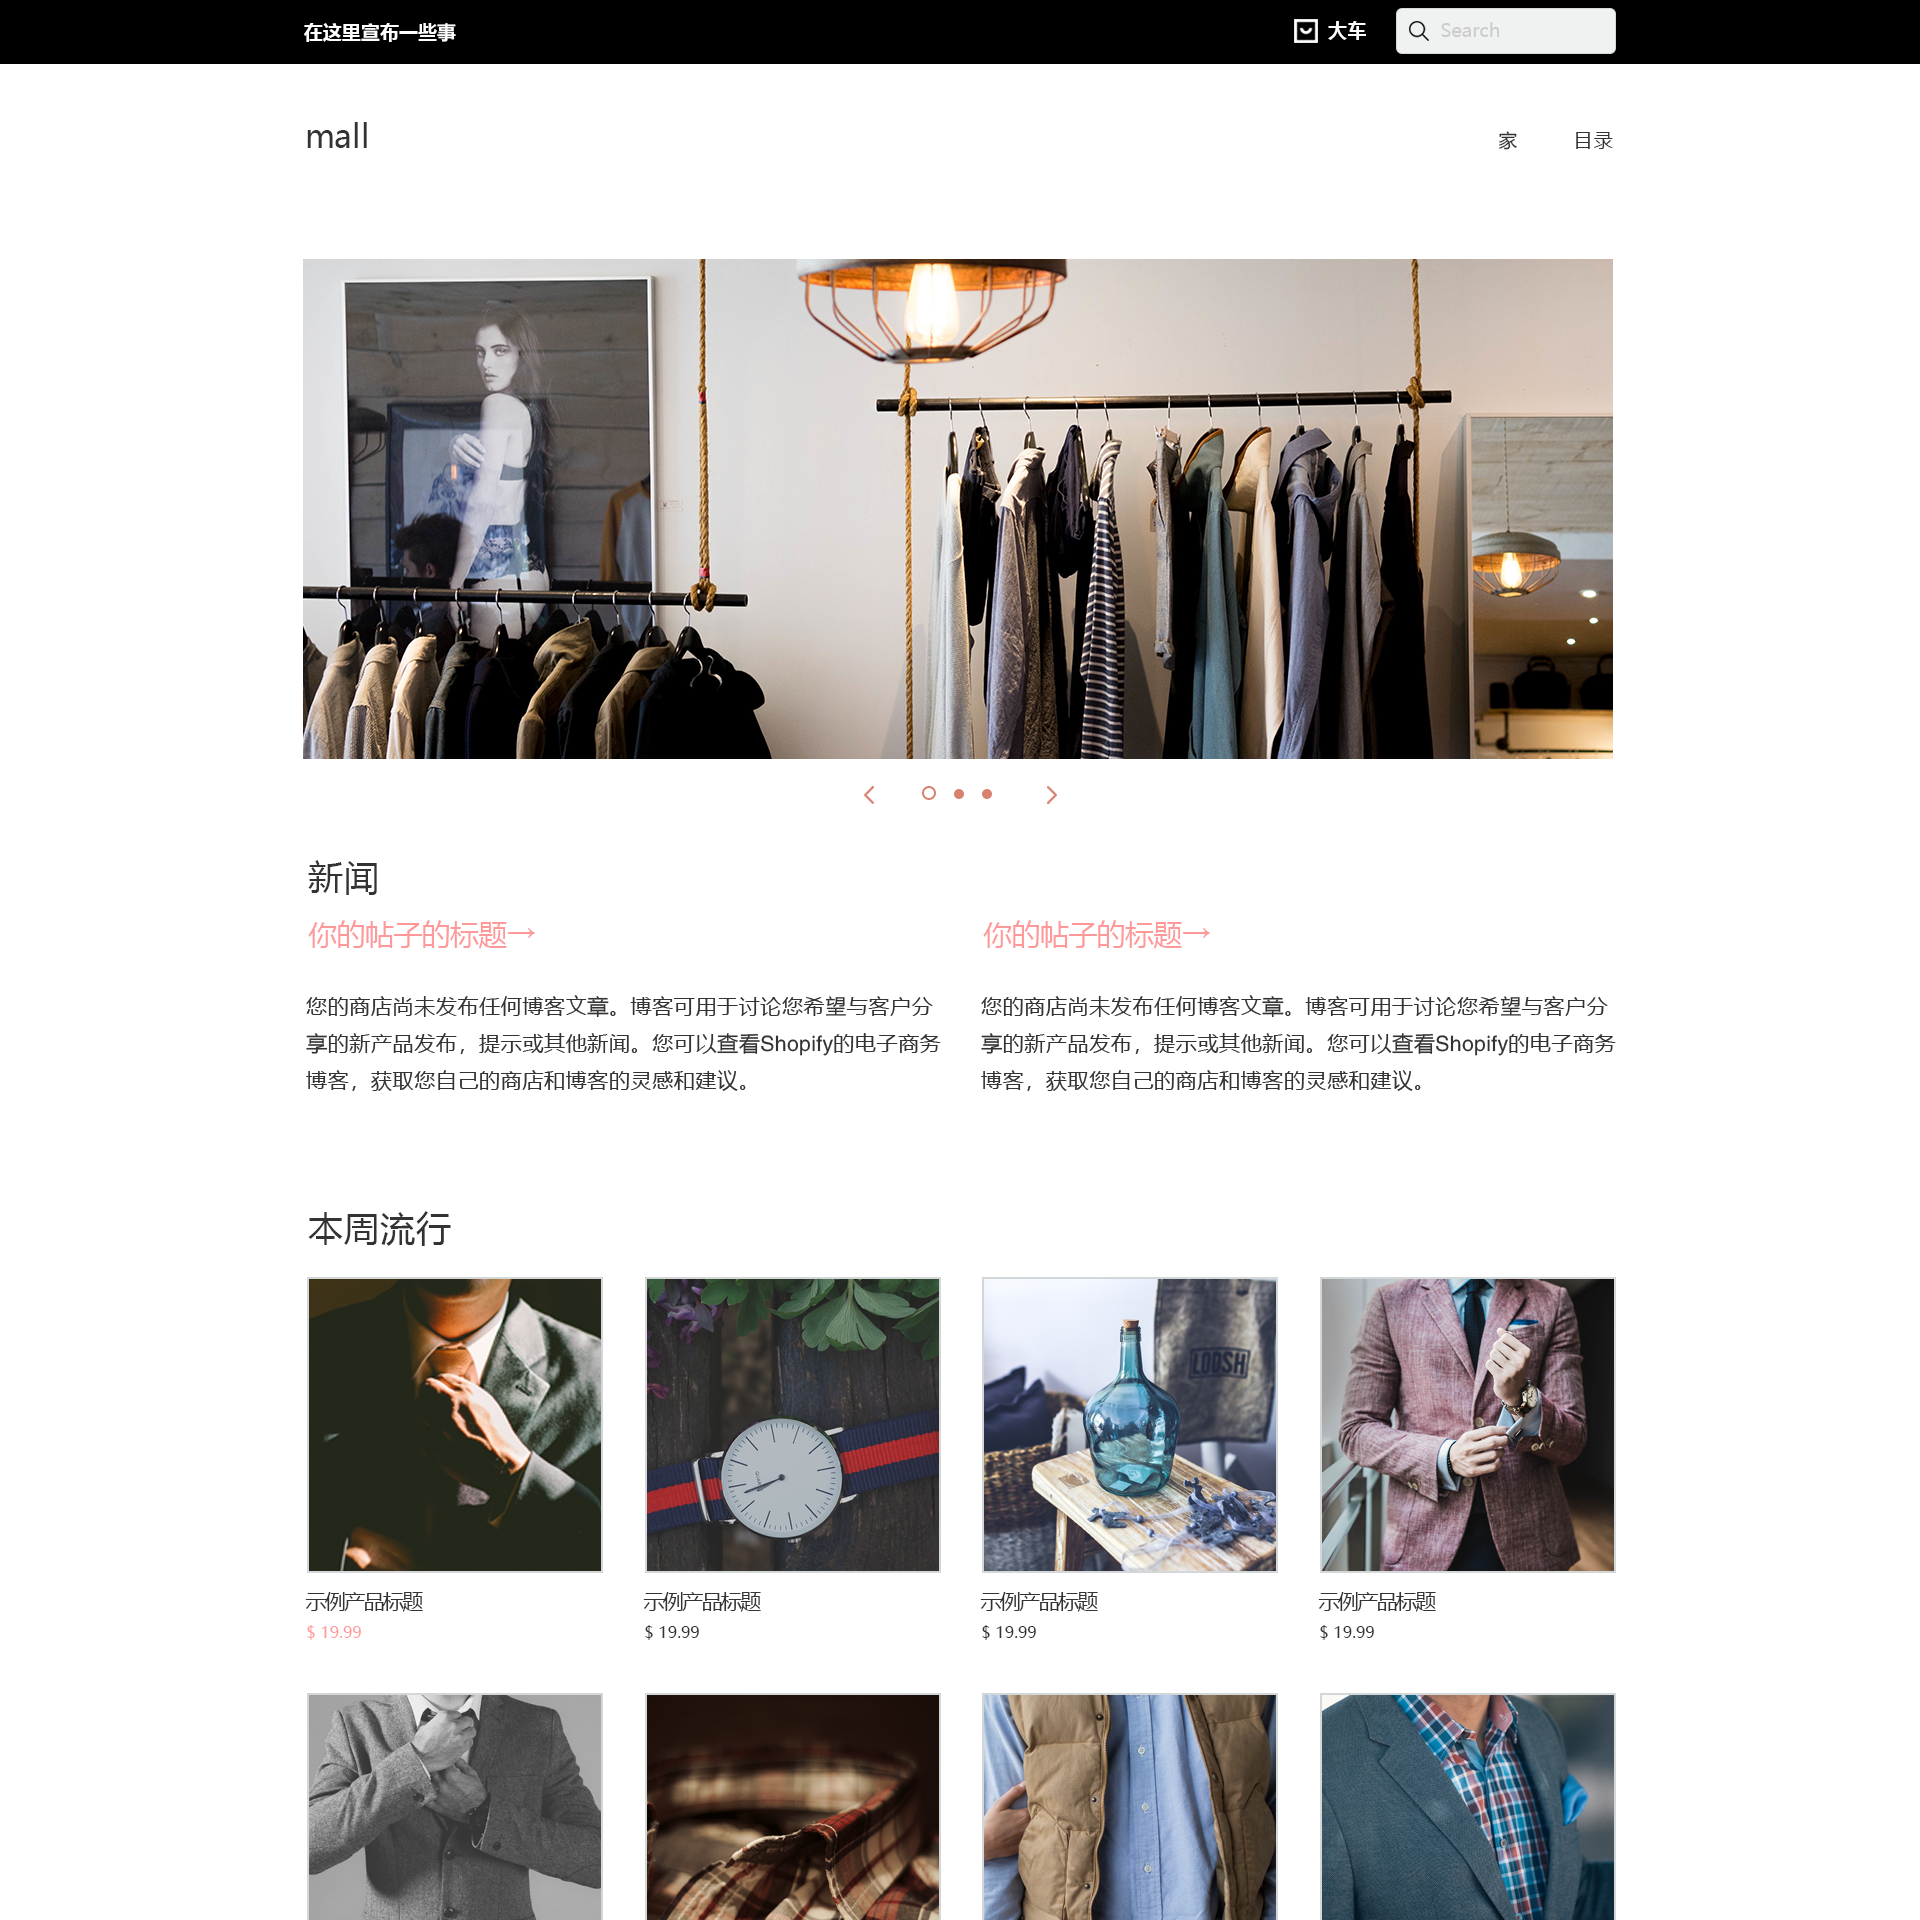 在这里宣布一些事
大车
Search
mall
家
目录
新闻
你的帖子的标题→
您的商店尚未发布任何博客文章。博客可用于讨论您希望与客户分
享的新产品发布，提示或其他新闻。您可以查看Shopify的电子商务
博客，获取您自己的商店和博客的灵感和建议。
你的帖子的标题→
您的商店尚未发布任何博客文章。博客可用于讨论您希望与客户分
享的新产品发布，提示或其他新闻。您可以查看Shopify的电子商务
博客，获取您自己的商店和博客的灵感和建议。
本周流行
LOOSH
示例产品标题
$ 19.99
示例产品标题
$ 19.99
示例产品标题
$ 19.99
示例产品标题
$ 19.99